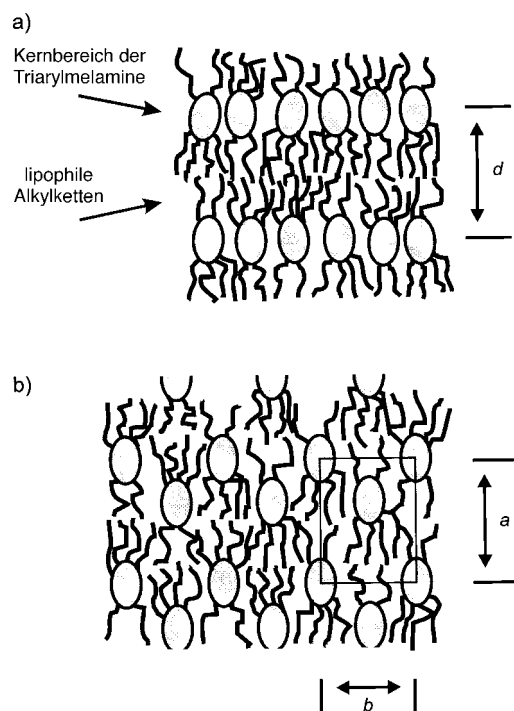 a)
Kernbereich der
Triarylmelamine
lipophile
Alkylketten
d
b)
a
b